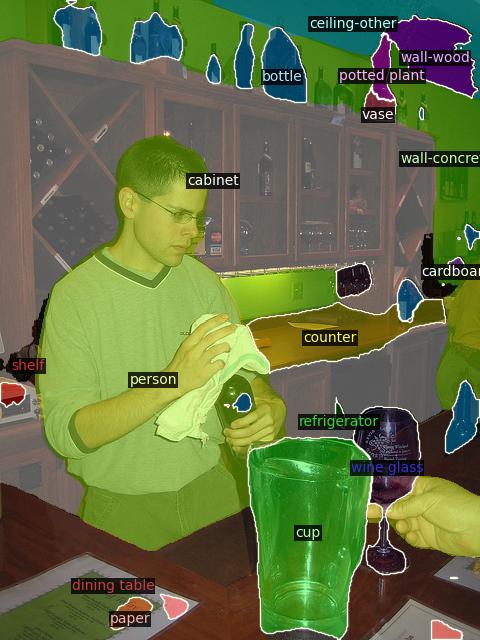 ceiling-other
wall-wood
bottle
potted plant
vase
wall-concre
cabinet
cardboar
counter
shelf
person
refrigerator
wine glass
cup
dining table
paper